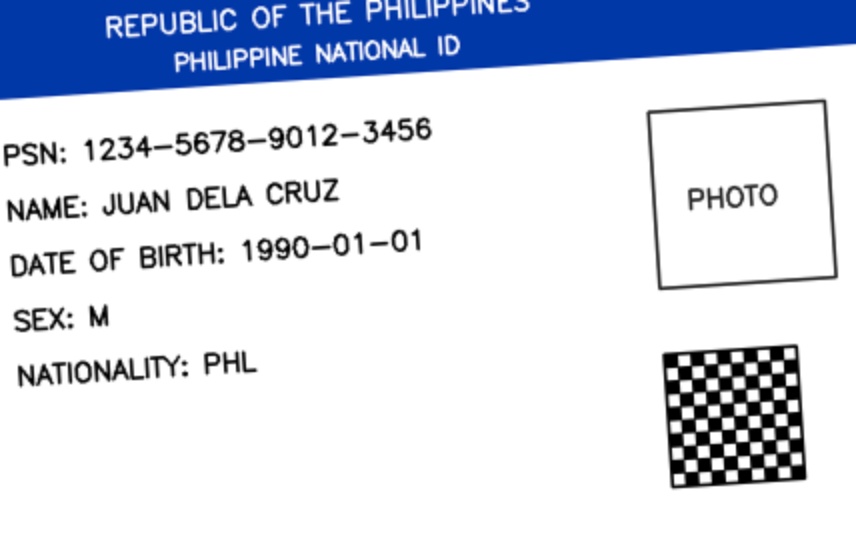 REPUBLIC OF THE PHILIPPINES
PHILIPPINE NATIONAL ID
PSN: 1234-5678-9012-3456
NAME: JUAN DELA CRUZ
DATE OF BIRTH: 1990-01-01
SEX: M
NATIONALITY: PHL
PHOTO